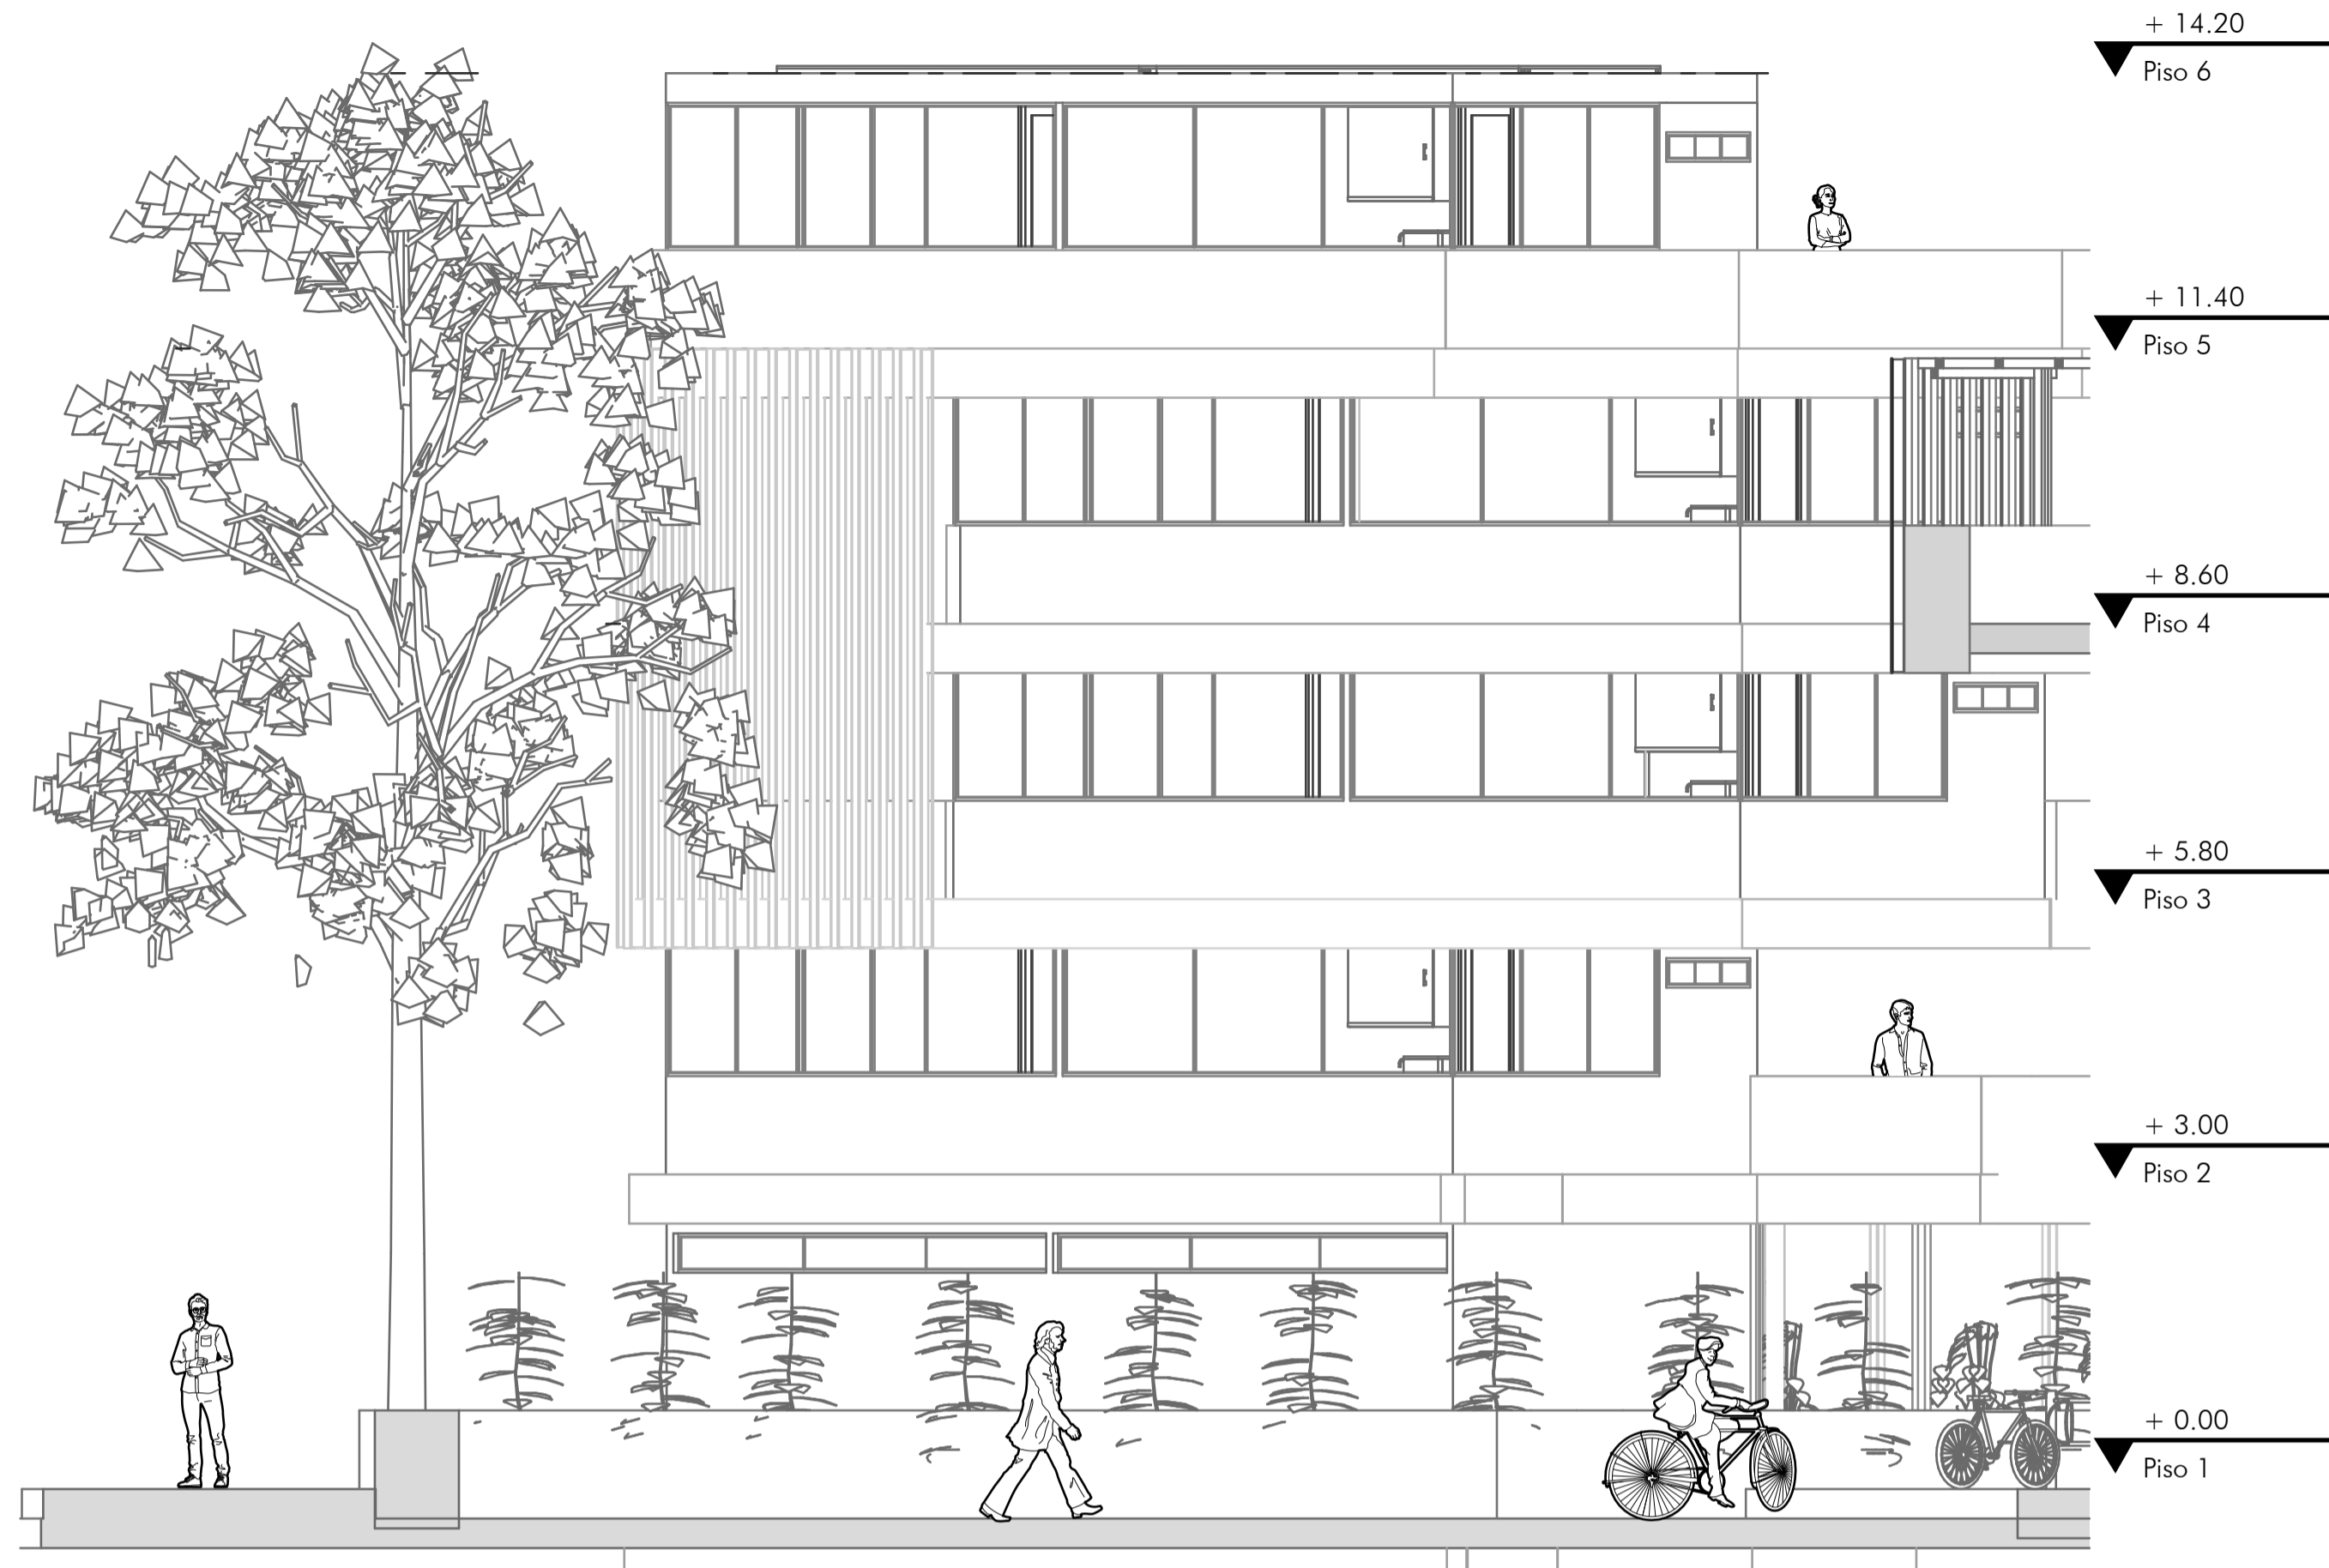 + 14.20
Piso 6
+ 11.40
Piso 5
+ 8.60
Piso 4
+ 5.80
Piso 3
+ 3.00
Piso 2
+ 0.00
Piso 1